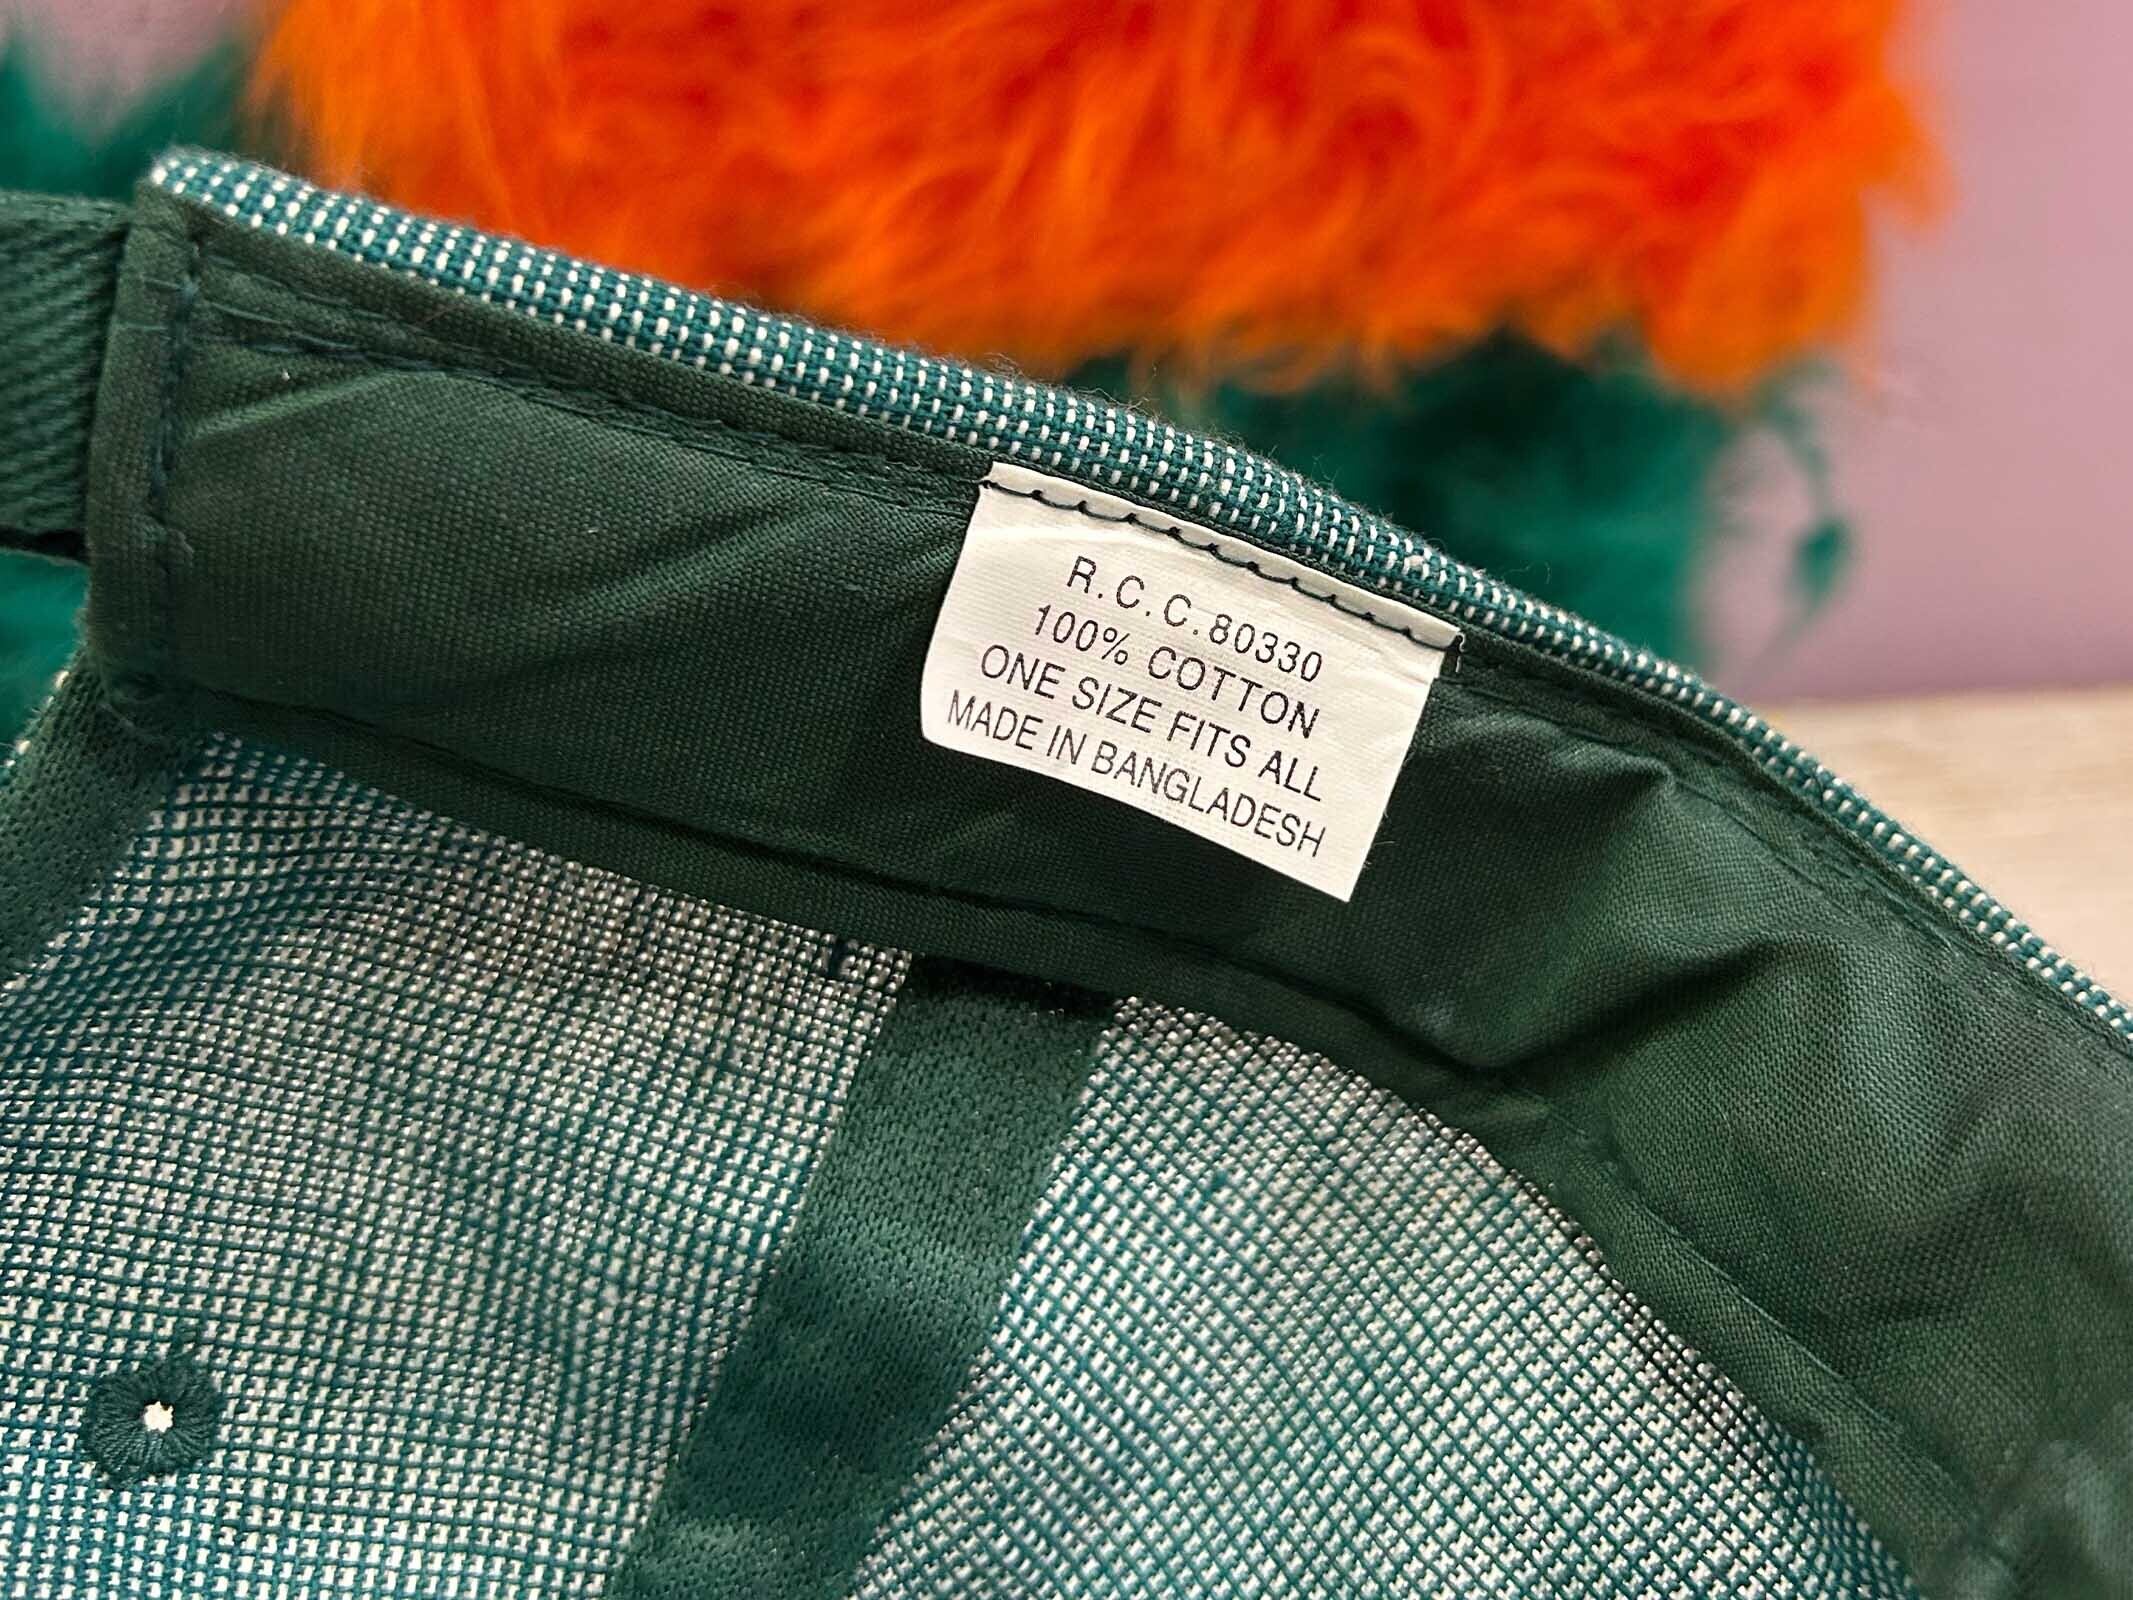 R.C.C.80330
100% COTTON
ONE SIZE FITS ALL
MADE IN BANGLADESH